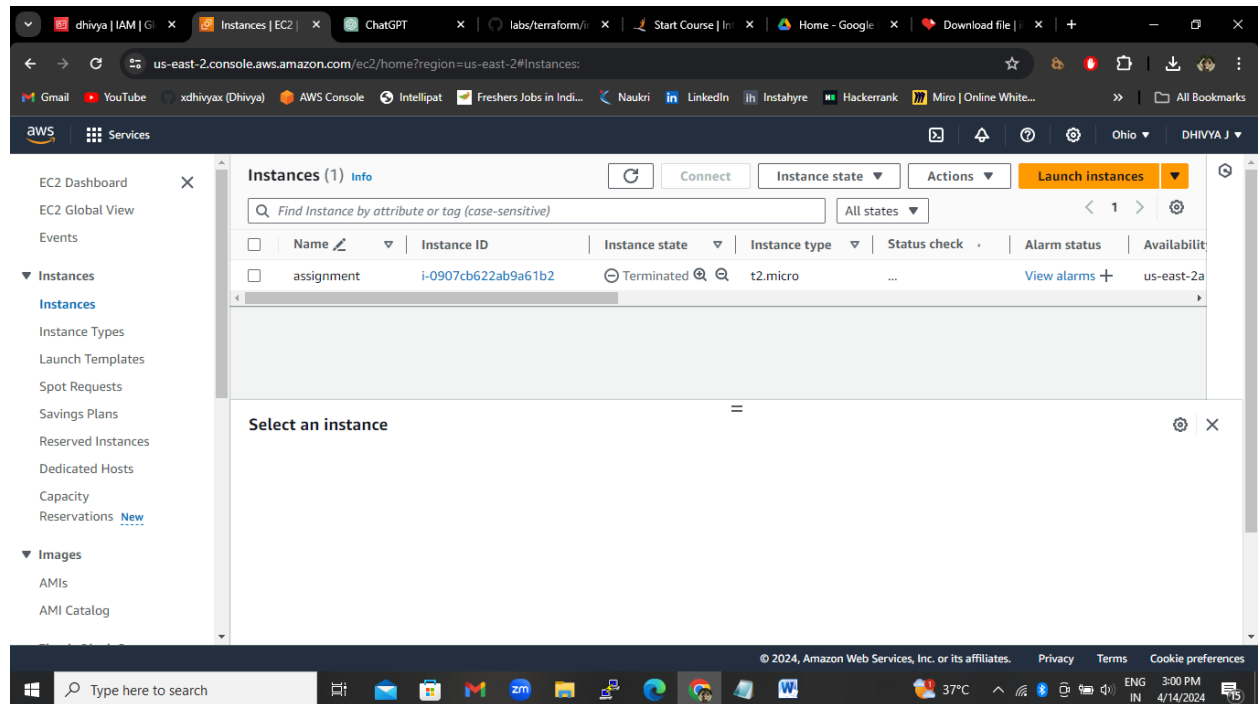 dhivya | IAM | Gl
Instances | EC2 |
ChatGPT
labs/terraform/i
Start Course | Int
Home - Google
Download file | i
us-east-2.console.aws.amazon.com/ec2/home?region=us-east-2#Instances:
Gmail
YouTube
xdhivyax (Dhivya)
AWS Console
Intellipat
Freshers Jobs in Indi...
Naukri
LinkedIn
Instahyre
Hackerrank
Miro | Online White...
All Bookmarks
aws
Services
Ohio
DHIVYA J
EC2 Dashboard
EC2 Global View
Events
Instances
Instances
Instance Types
Launch Templates
Spot Requests
Savings Plans
Reserved Instances
Dedicated Hosts
Capacity
Reservations New
Images
AMIs
AMI Catalog
Instances (1) Info
Connect
Instance state
Actions
Launch instances
Find Instance by attribute or tag (case-sensitive)
All states
1
Name
Instance ID
Instance state
Instance type
Status check
Alarm status
Availabilit
assignment
i-0907cb622ab9a61b2
Terminated
t2.micro
...
View alarms +
us-east-2a
Select an instance
© 2024, Amazon Web Services, Inc. or its affiliates.
Privacy
Terms
Cookie preferences
Type here to search
zm
W
37°C
ENG
IN
3:00 PM
4/14/2024
15